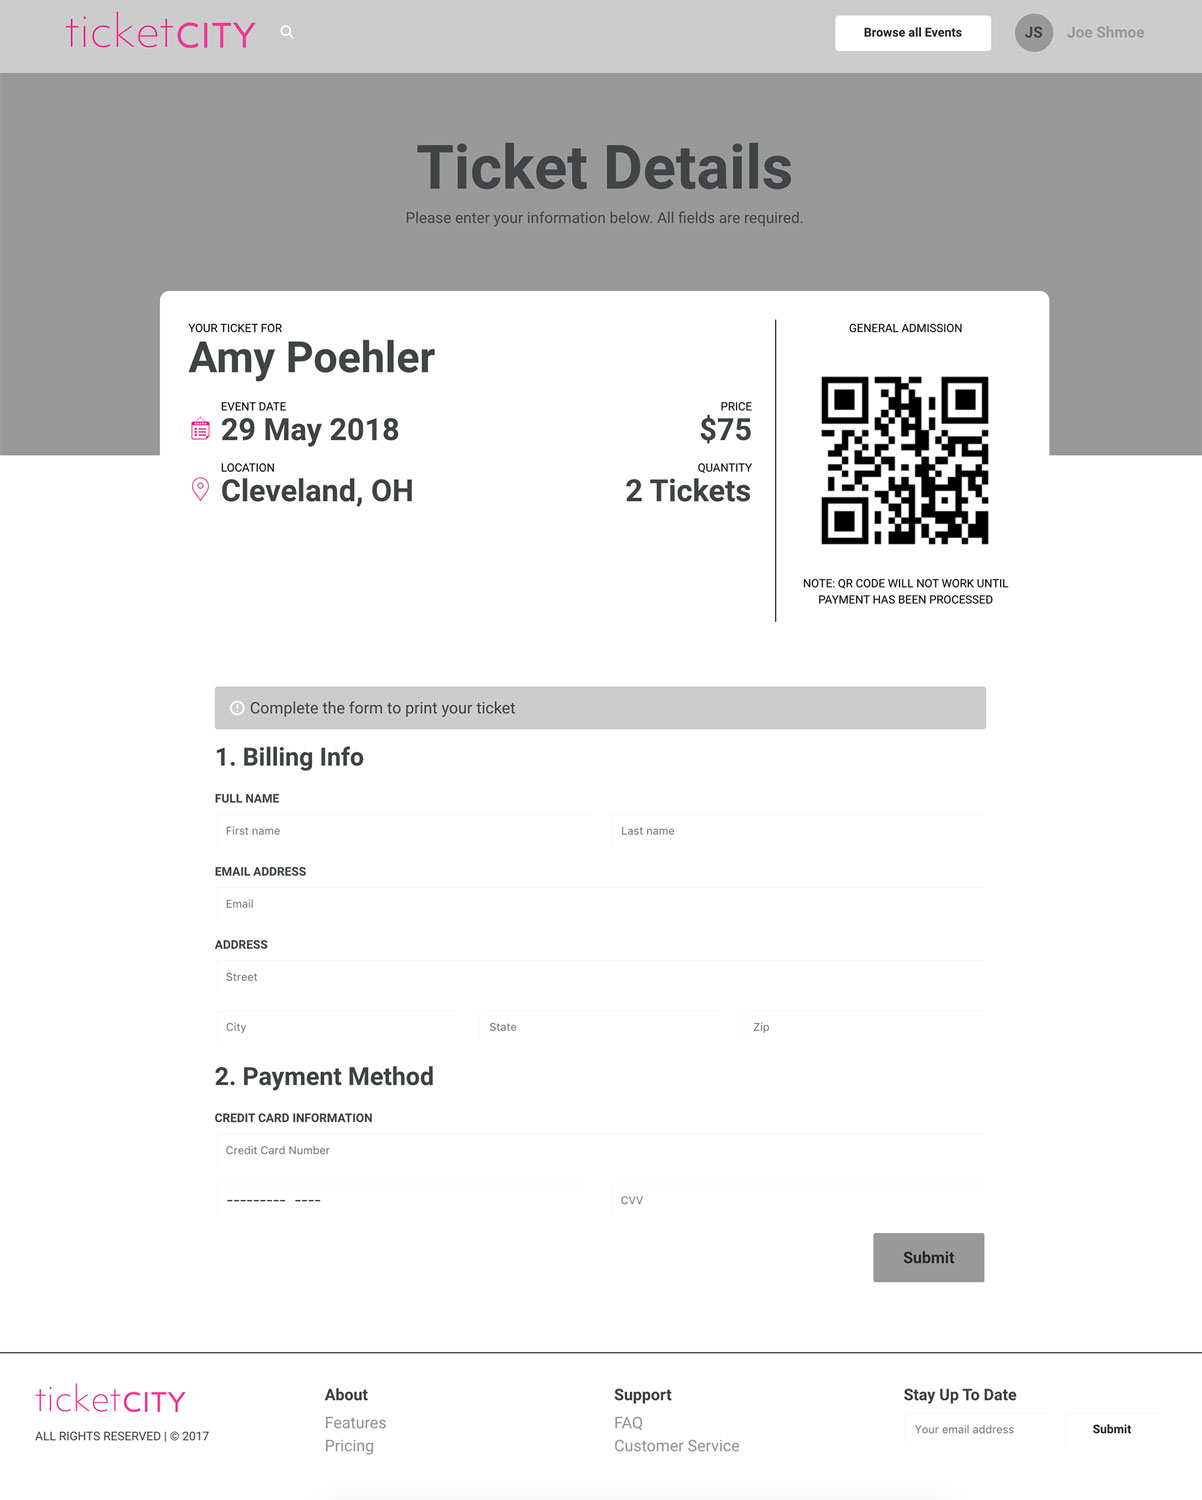 ticketCITY
Browse all Events
JS
Joe Shmoe
Ticket Details
Please enter your information below. All fields are required.
YOUR TICKET FOR
Amy Poehler
EVENT DATE
29 May 2018
PRICE
$75
LOCATION
Cleveland, OH
QUANTITY
2 Tickets
GENERAL ADMISSION
NOTE: QR CODE WILL NOT WORK UNTIL
PAYMENT HAS BEEN PROCESSED
Complete the form to print your ticket
1. Billing Info
FULL NAME
First name
Last name
EMAIL ADDRESS
Email
ADDRESS
Street
City
State
Zip
2. Payment Method
CREDIT CARD INFORMATION
Credit Card Number
--------- ----
CVV
Submit
ticketCITY
ALL RIGHTS RESERVED | © 2017
About
Features
Pricing
Support
FAQ
Customer Service
Stay Up To Date
Your email address
Submit